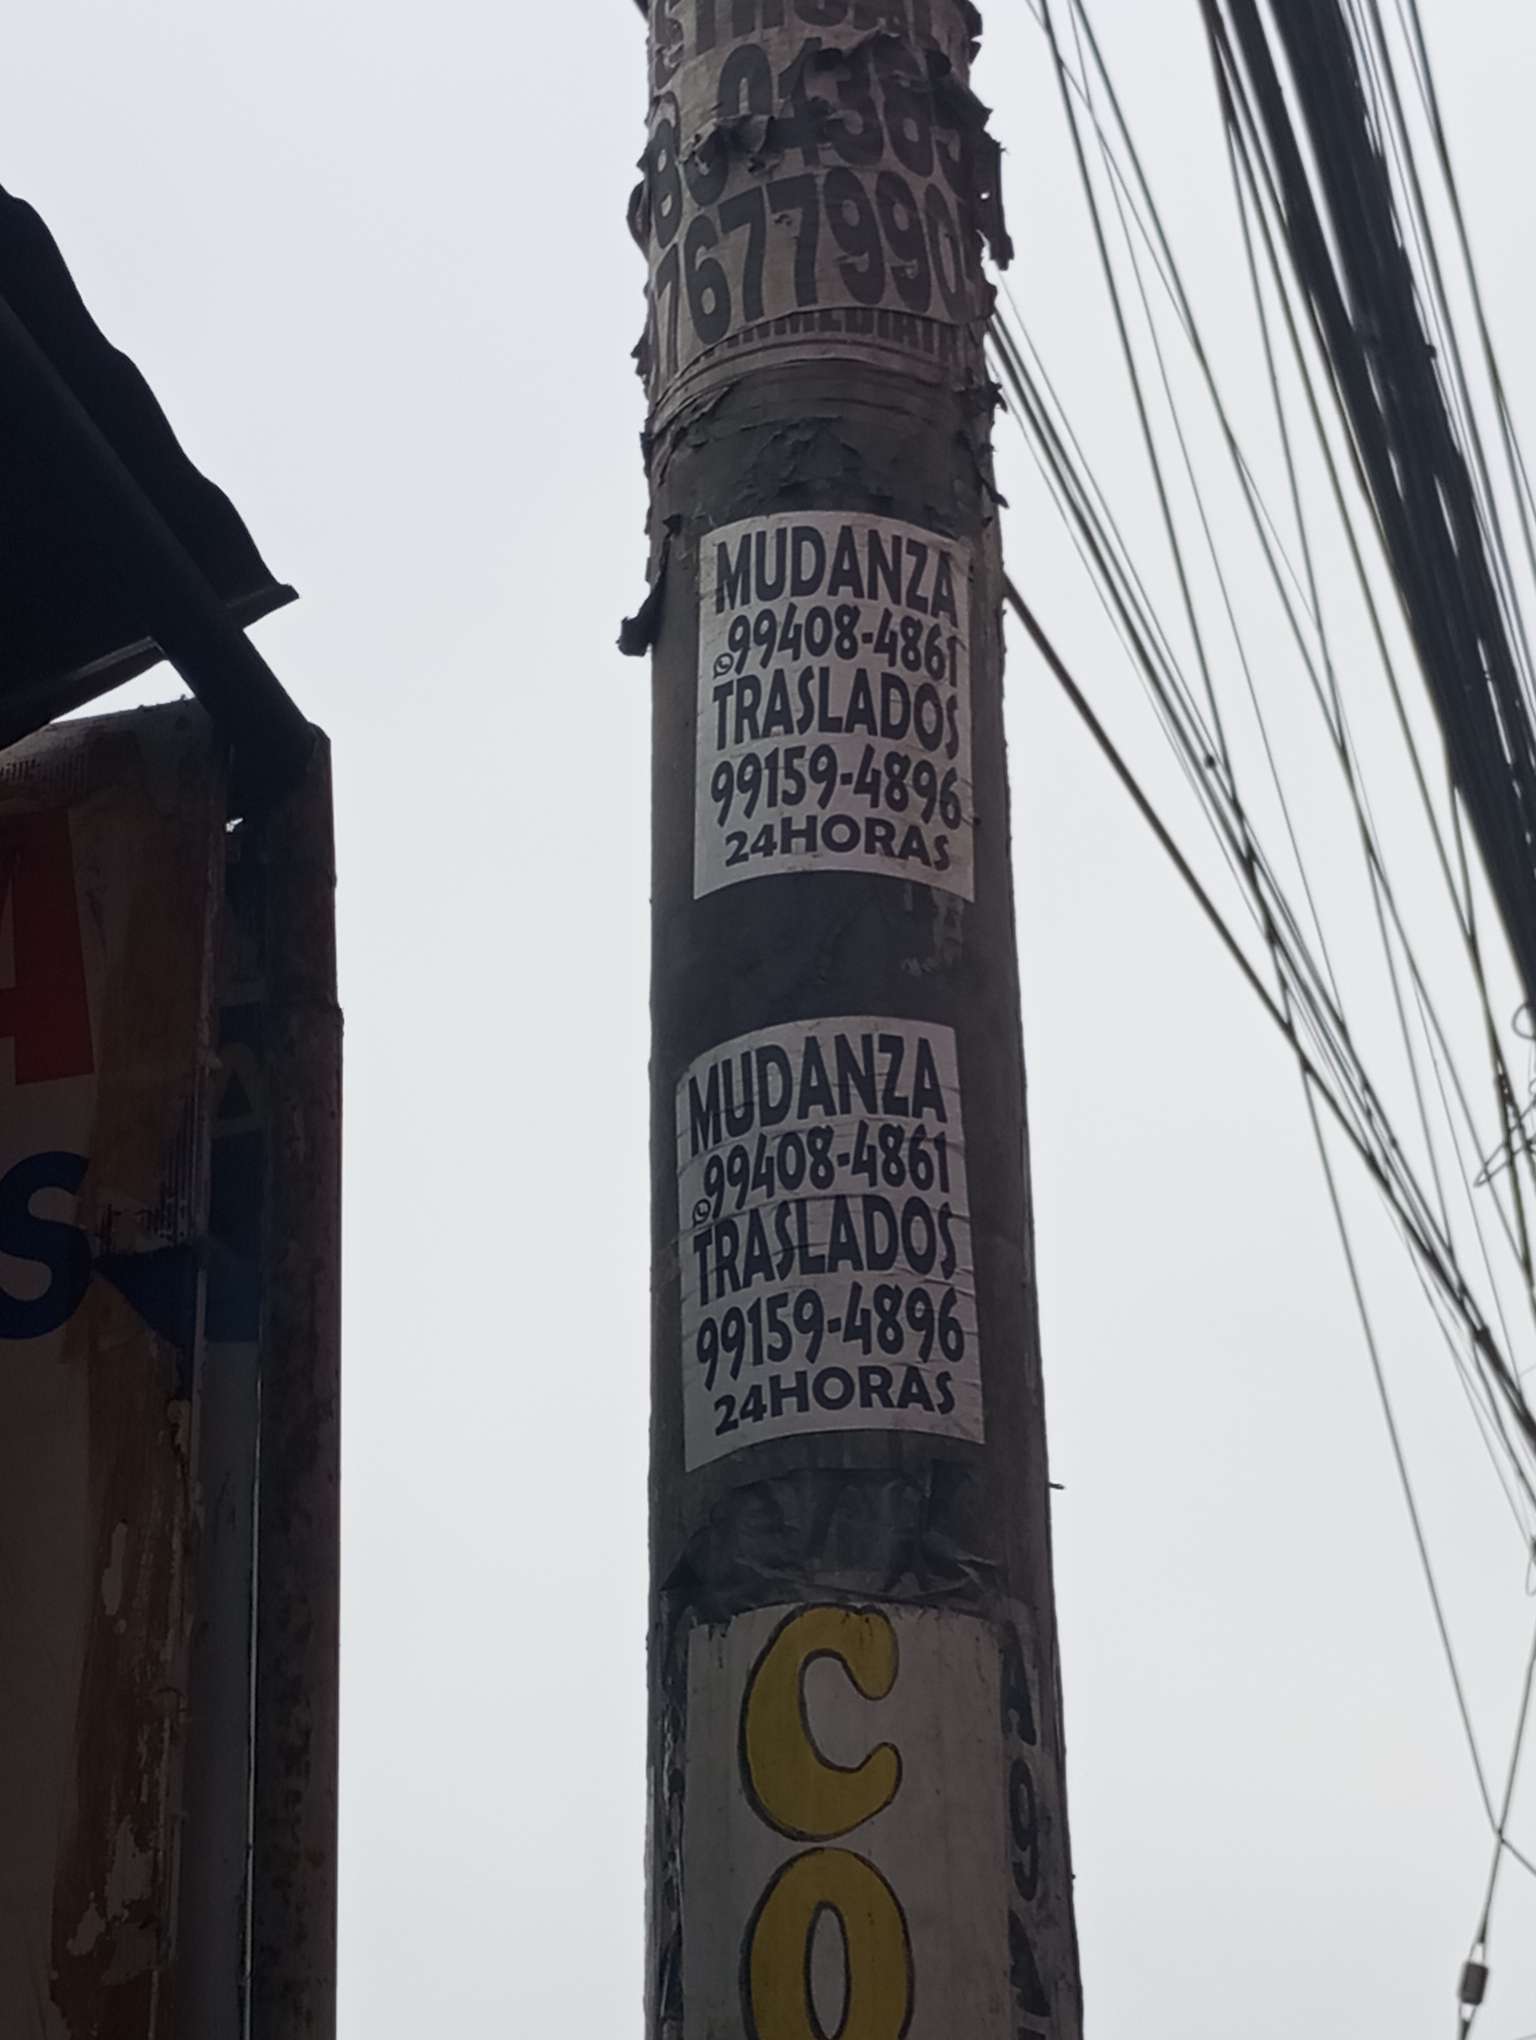 767799
MUDANZA
99408-4861
TRASLADOS
99159-4896
24HORAS
MUDANZA
99408-4861
TRASLADOS
99159-4896
24HORAS
C
O
A
S